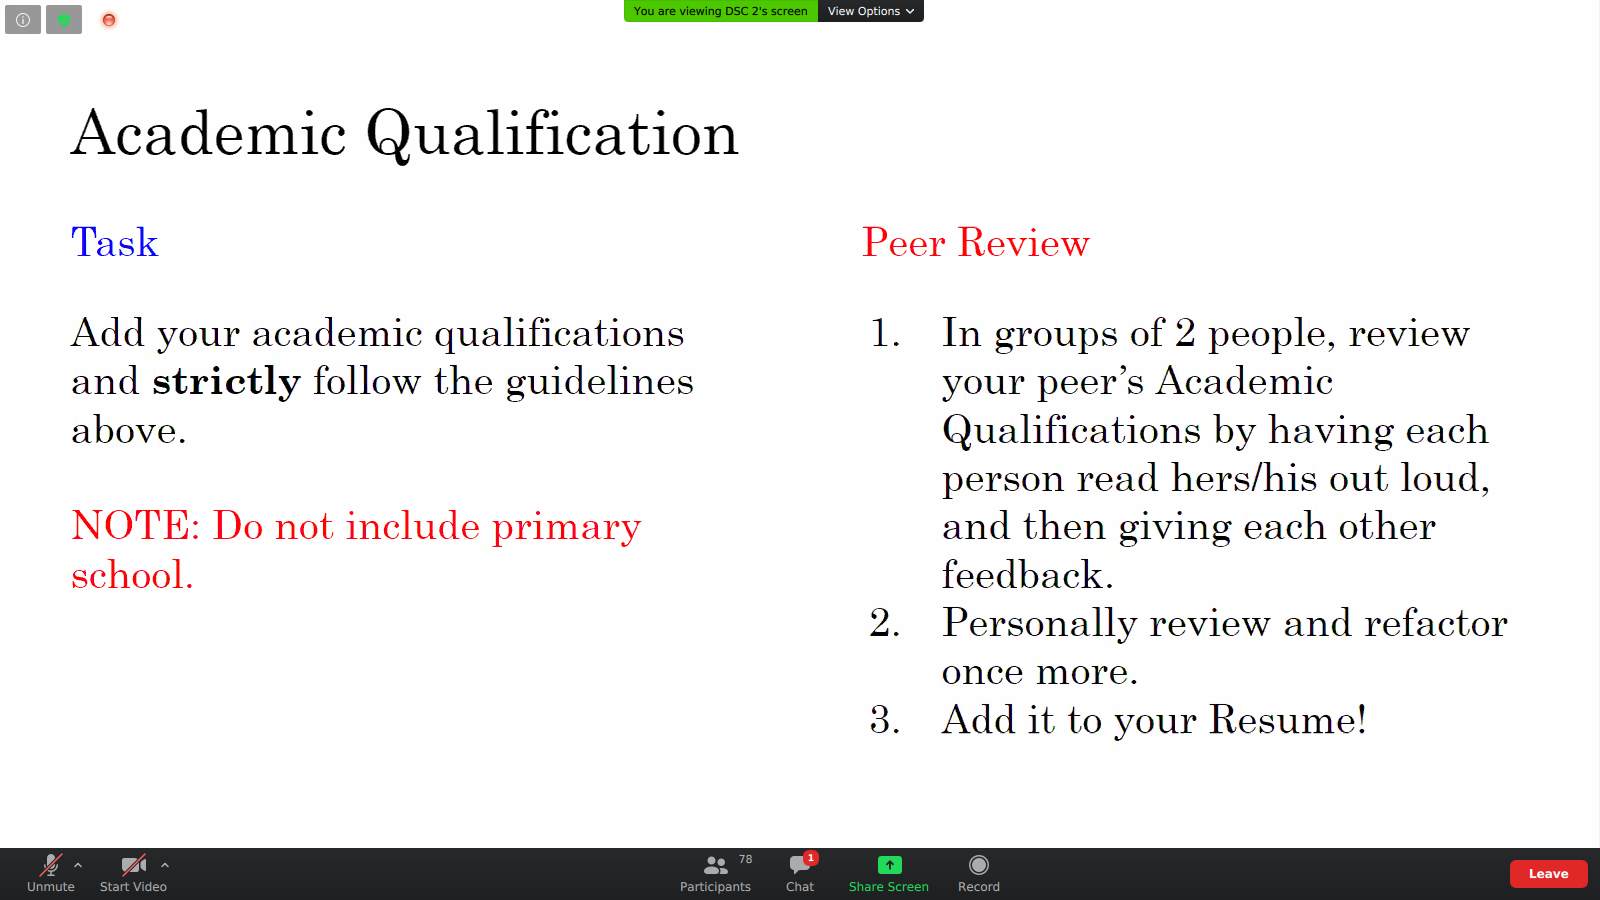 You are viewing DSC 2's screen
View Options
Academic Qualification
Task
Add your academic qualifications
and strictly follow the guidelines
above.
NOTE: Do not include primary
school.
Peer Review
1. In groups of 2 people, review
your peer’s Academic
Qualifications by having each
person read hers/his out loud,
and then giving each other
feedback.
2. Personally review and refactor
once more.
3. Add it to your Resume!
Unmute
Start Video
78
Participants
1
Chat
Share Screen
Record
Leave